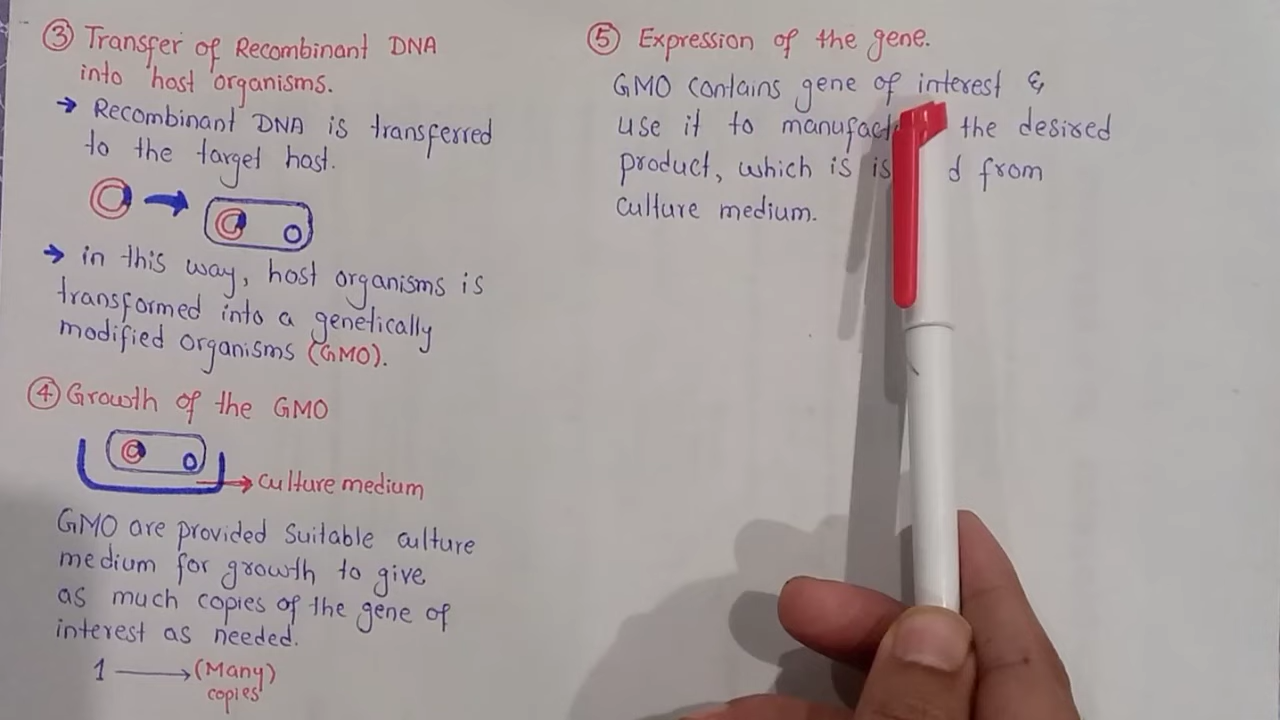 ③ Transfer of Recombinant DNA
into host organisms.
→ Recombinant DNA is transferred
to the target host.
→ in this way, host organisms is
transformed into a genetically
modified organisms (GMO).
④ Growth of the GMO
culture medium
GMO are provided suitable culture
medium for growth to give
as much copies of the gene of
interest as needed.
1 → (Many)
copies
⑤ Expression of the gene.
GMO contains gene of interest &
use it to manufact the desired
product, which is is d from
culture medium.